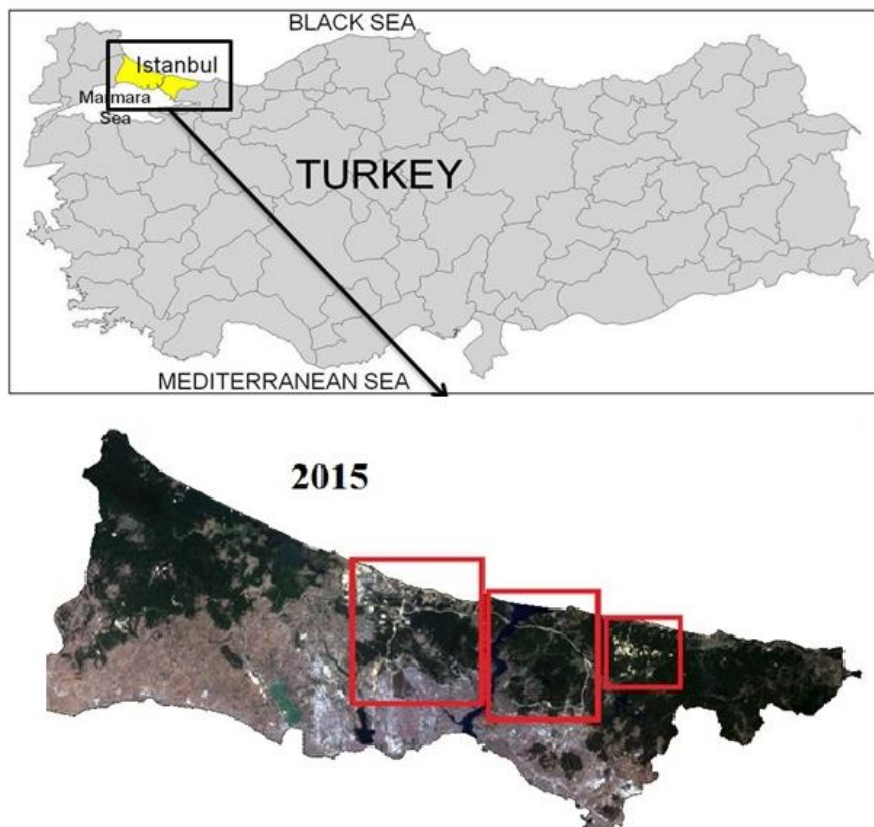 BLACK SEA
Istanbul
Marmara
Sea
TURKEY
MEDITERRANEAN SEA
2015